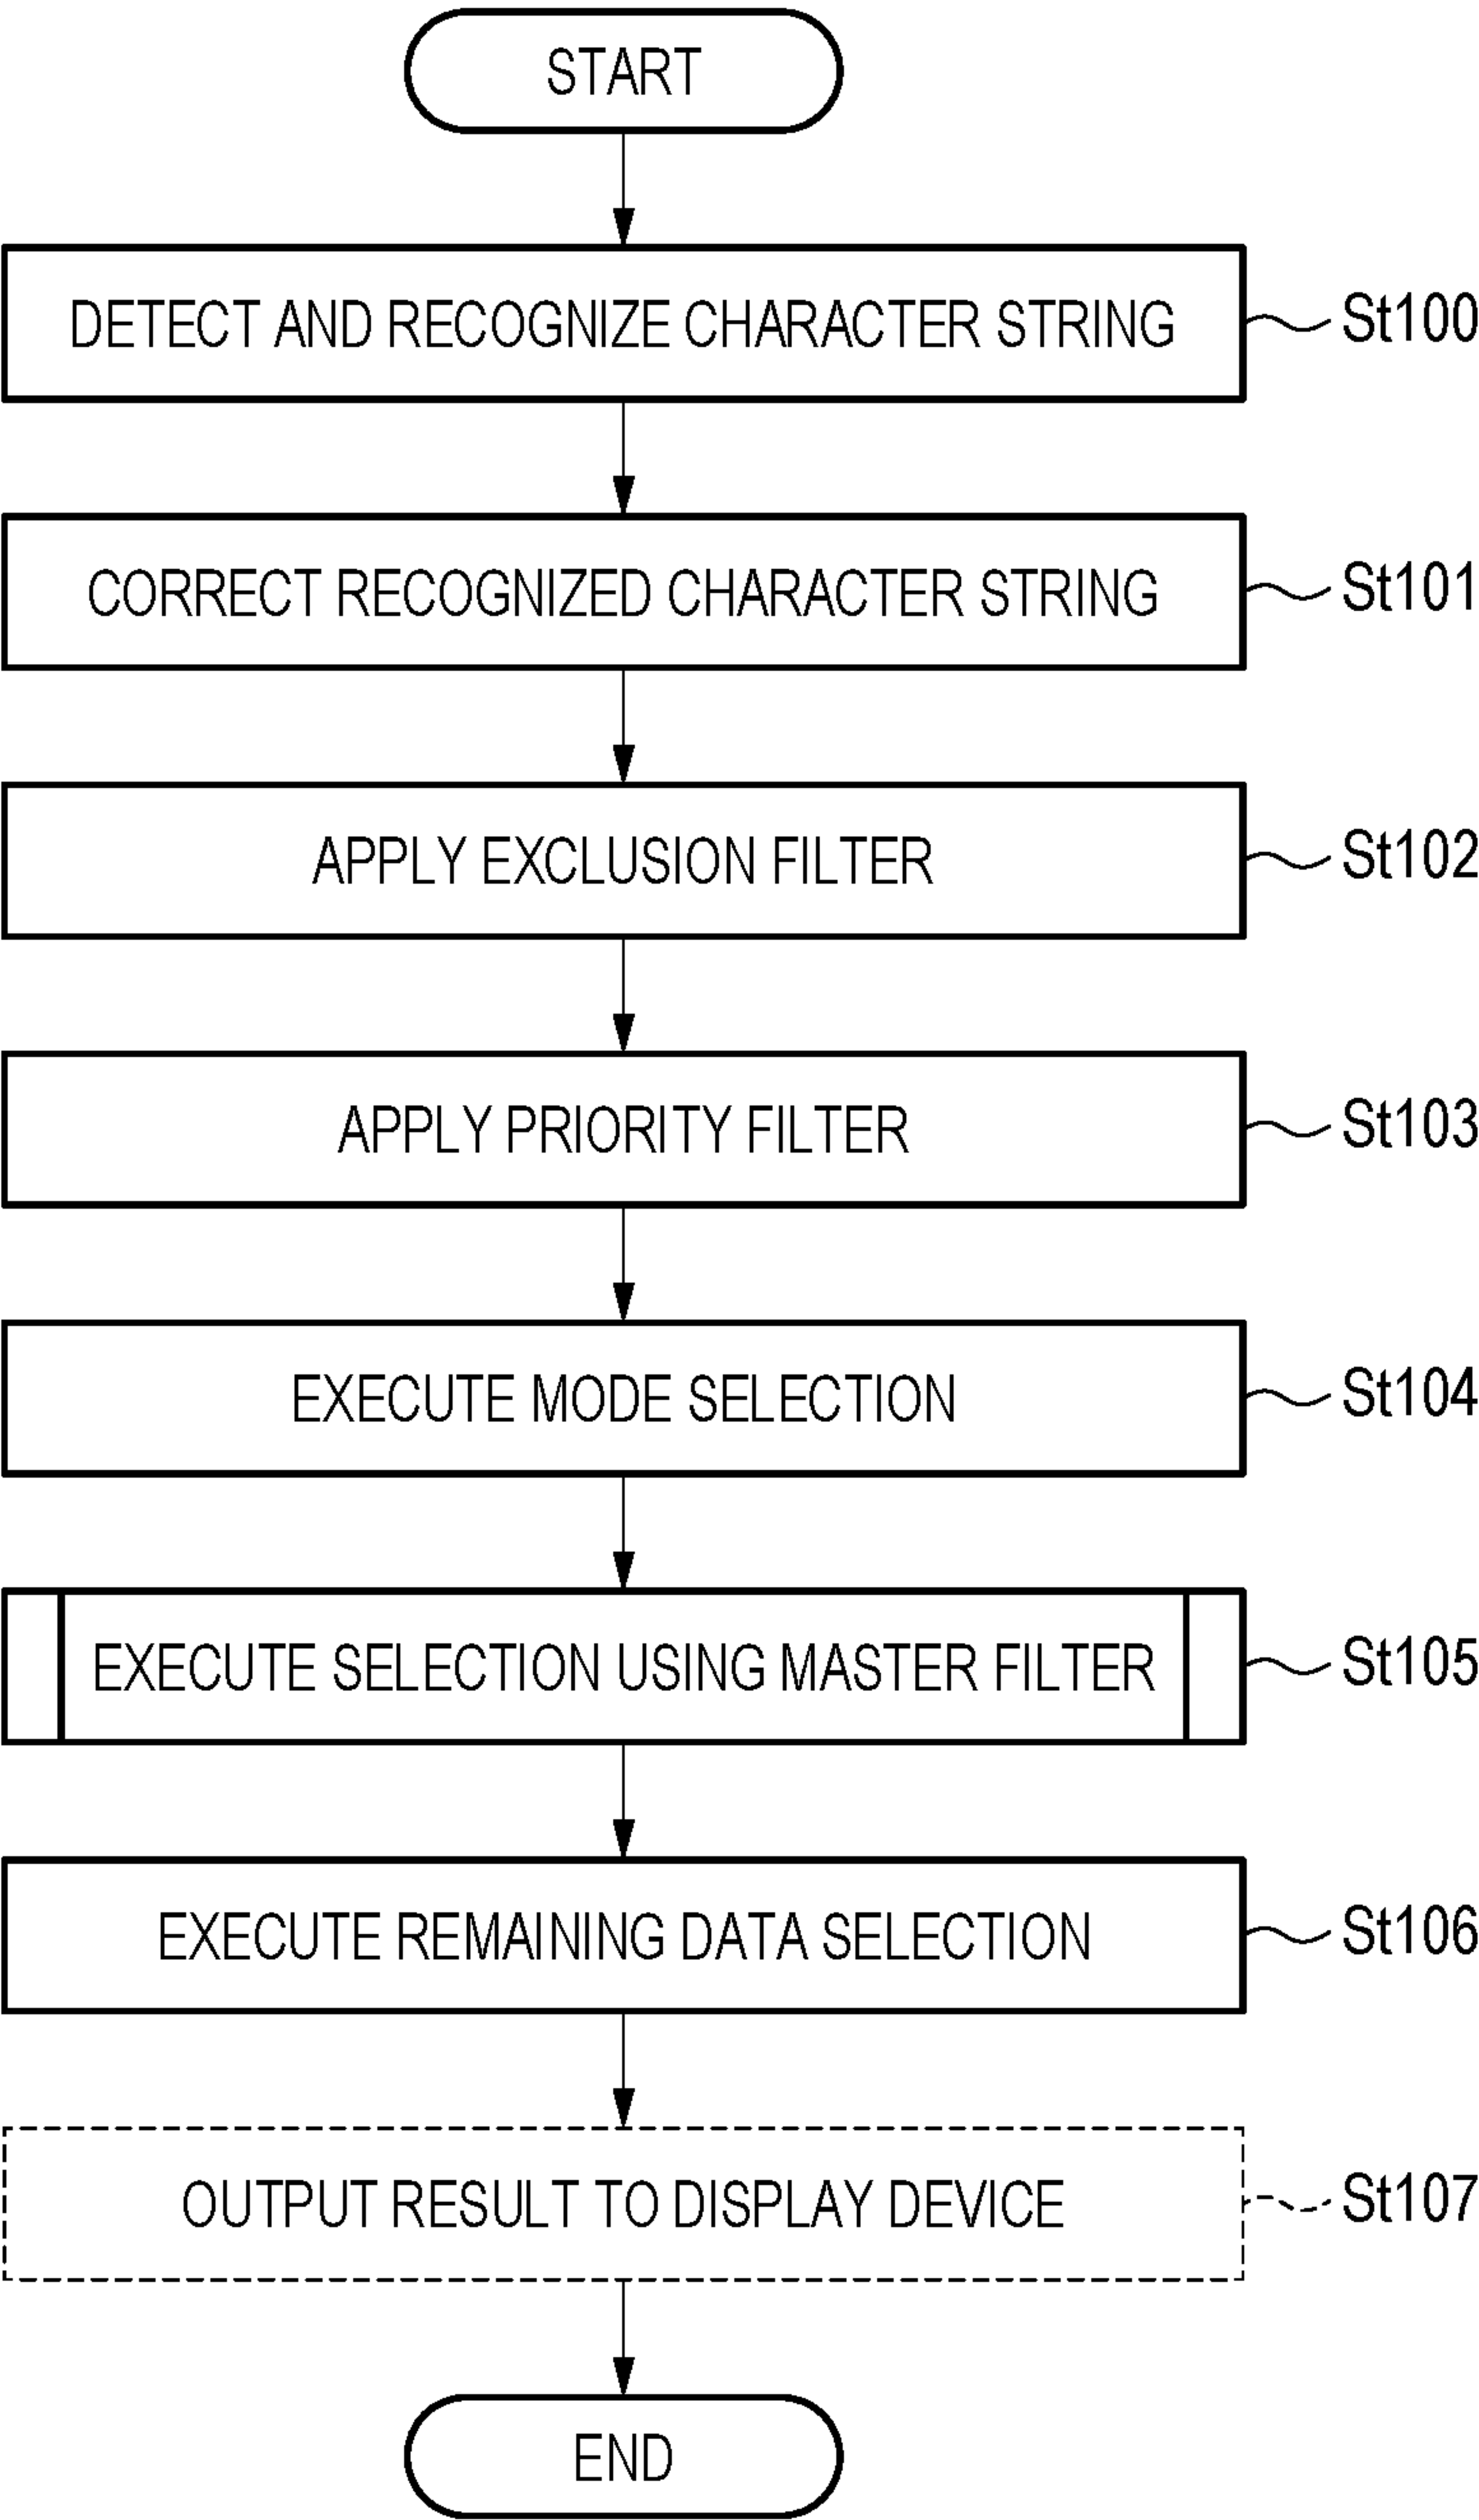 START
DETECT AND RECOGNIZE CHARACTER STRING St100
CORRECT RECOGNIZED CHARACTER STRING St101
APPLY EXCLUSION FILTER St102
APPLY PRIORITY FILTER St103
EXECUTE MODE SELECTION St104
EXECUTE SELECTION USING MASTER FILTER St105
EXECUTE REMAINING DATA SELECTION St106
OUTPUT RESULT TO DISPLAY DEVICE St107
END